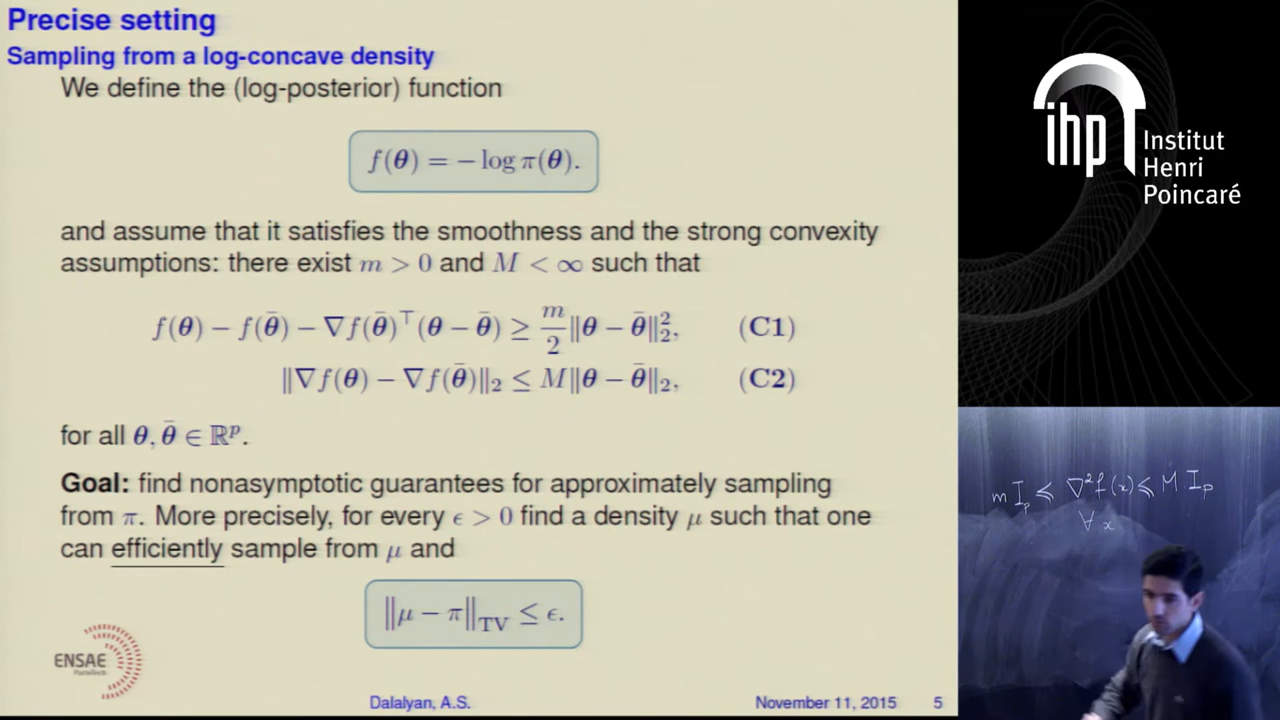 Precise setting
Sampling from a log-concave density
We define the (log-posterior) function
f(θ) = − log π(θ).
and assume that it satisfies the smoothness and the strong convexity
assumptions: there exist m > 0 and M < ∞ such that
f(θ) − f(θ̄) − ∇f(θ̄)⊤(θ − θ̄) ≥ m/2 ‖θ − θ̄‖₂², (C1)
‖∇f(θ) − ∇f(θ̄)‖₂ ≤ M‖θ − θ̄‖₂, (C2)
for all θ, θ̄ ∈ ℝᵖ.
Goal: find nonasymptotic guarantees for approximately sampling
from π. More precisely, for every ϵ > 0 find a density μ such that one
can efficiently sample from μ and
‖μ − π‖TV ≤ ϵ.
ENSAE
Dalalyan, A.S.
November 11, 2015 5
ihp
Institut
Henri
Poincaré
m Iₚ ≤ ∇²f(x) ≤ M Iₚ
∀ x